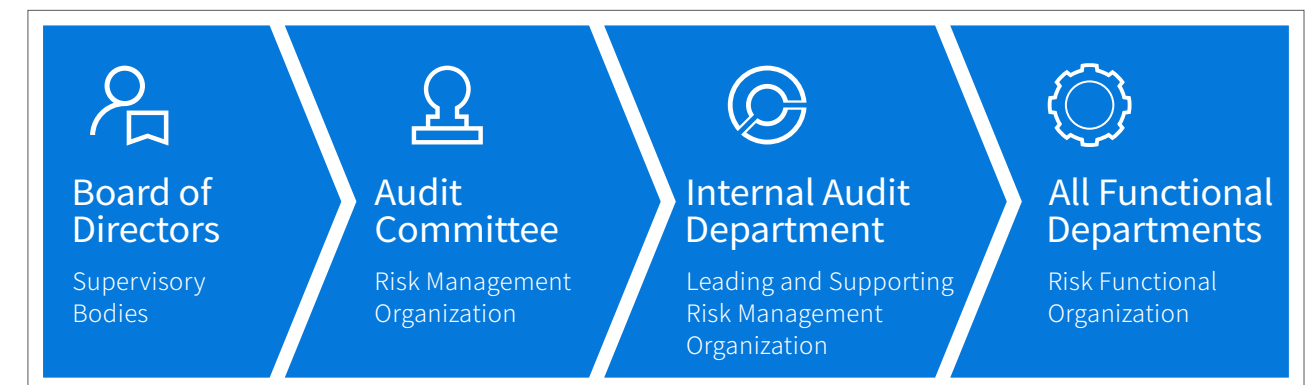 Board of
Directors
Supervisory
Bodies
Audit
Committee
Risk Management
Organization
Internal Audit
Department
Leading and Supporting
Risk Management
Organization
All Functional
Departments
Risk Functional
Organization